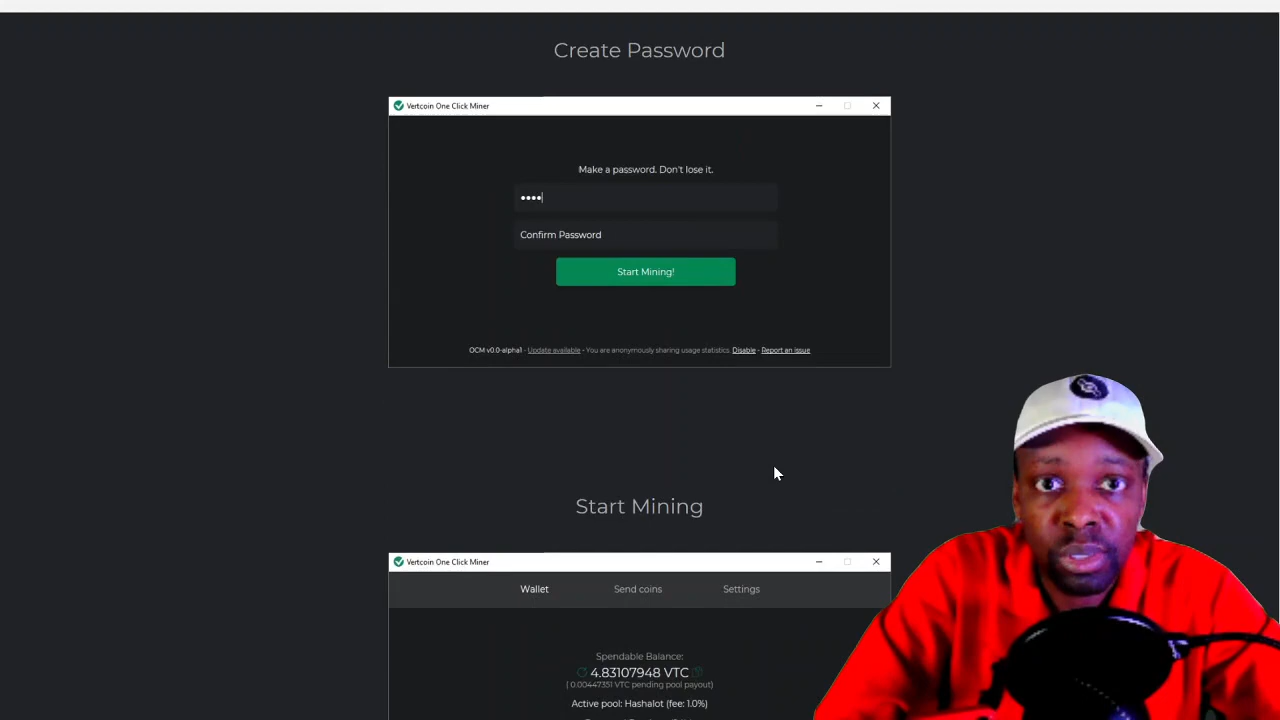 Create Password
Vertcoin One Click Miner
Make a password. Don't lose it.
Confirm Password
Start Mining!
OCM v0.0-alpha1 - Update available - You are anonymously sharing usage statistics. Disable - Report an issue
Start Mining
Vertcoin One Click Miner
Wallet Send coins Settings
Spendable Balance:
4.83107948 VTC
( 0.00447351 VTC pending pool payout)
Active pool: Hashalot (fee: 1.0%)